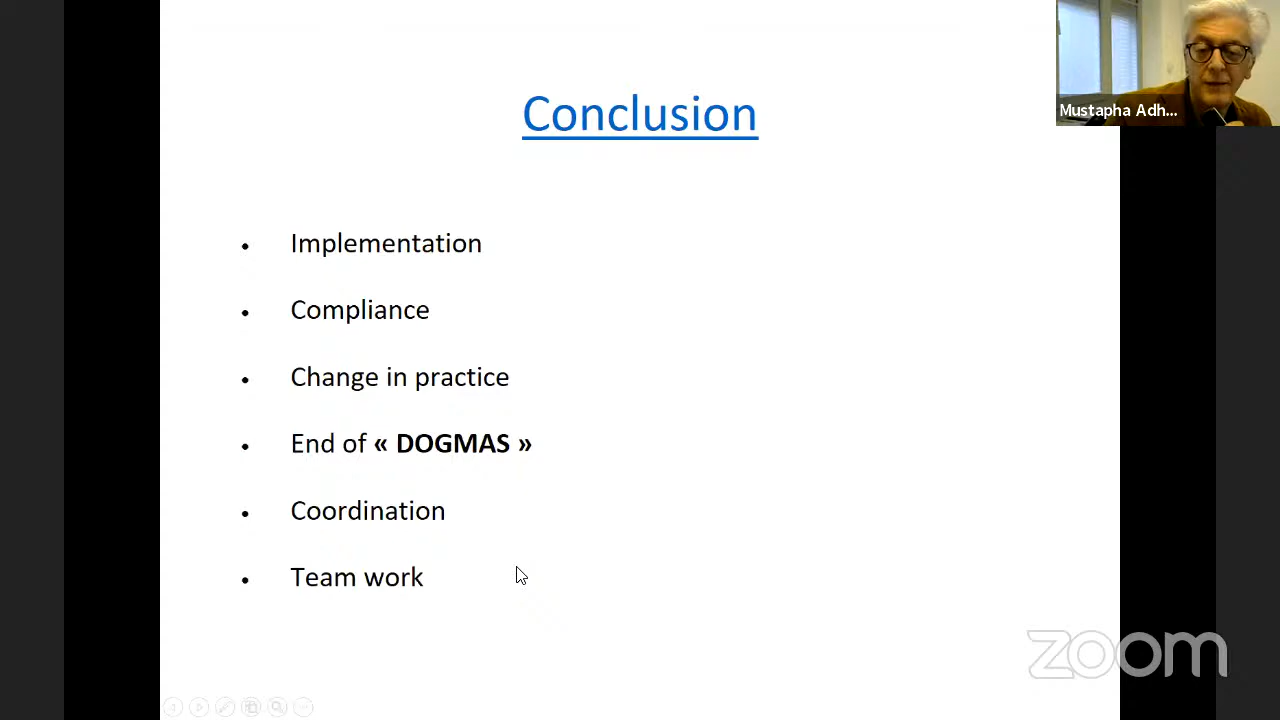 Conclusion
Mustapha Adh...
• Implementation
• Compliance
• Change in practice
• End of « DOGMAS »
• Coordination
• Team work
zoom